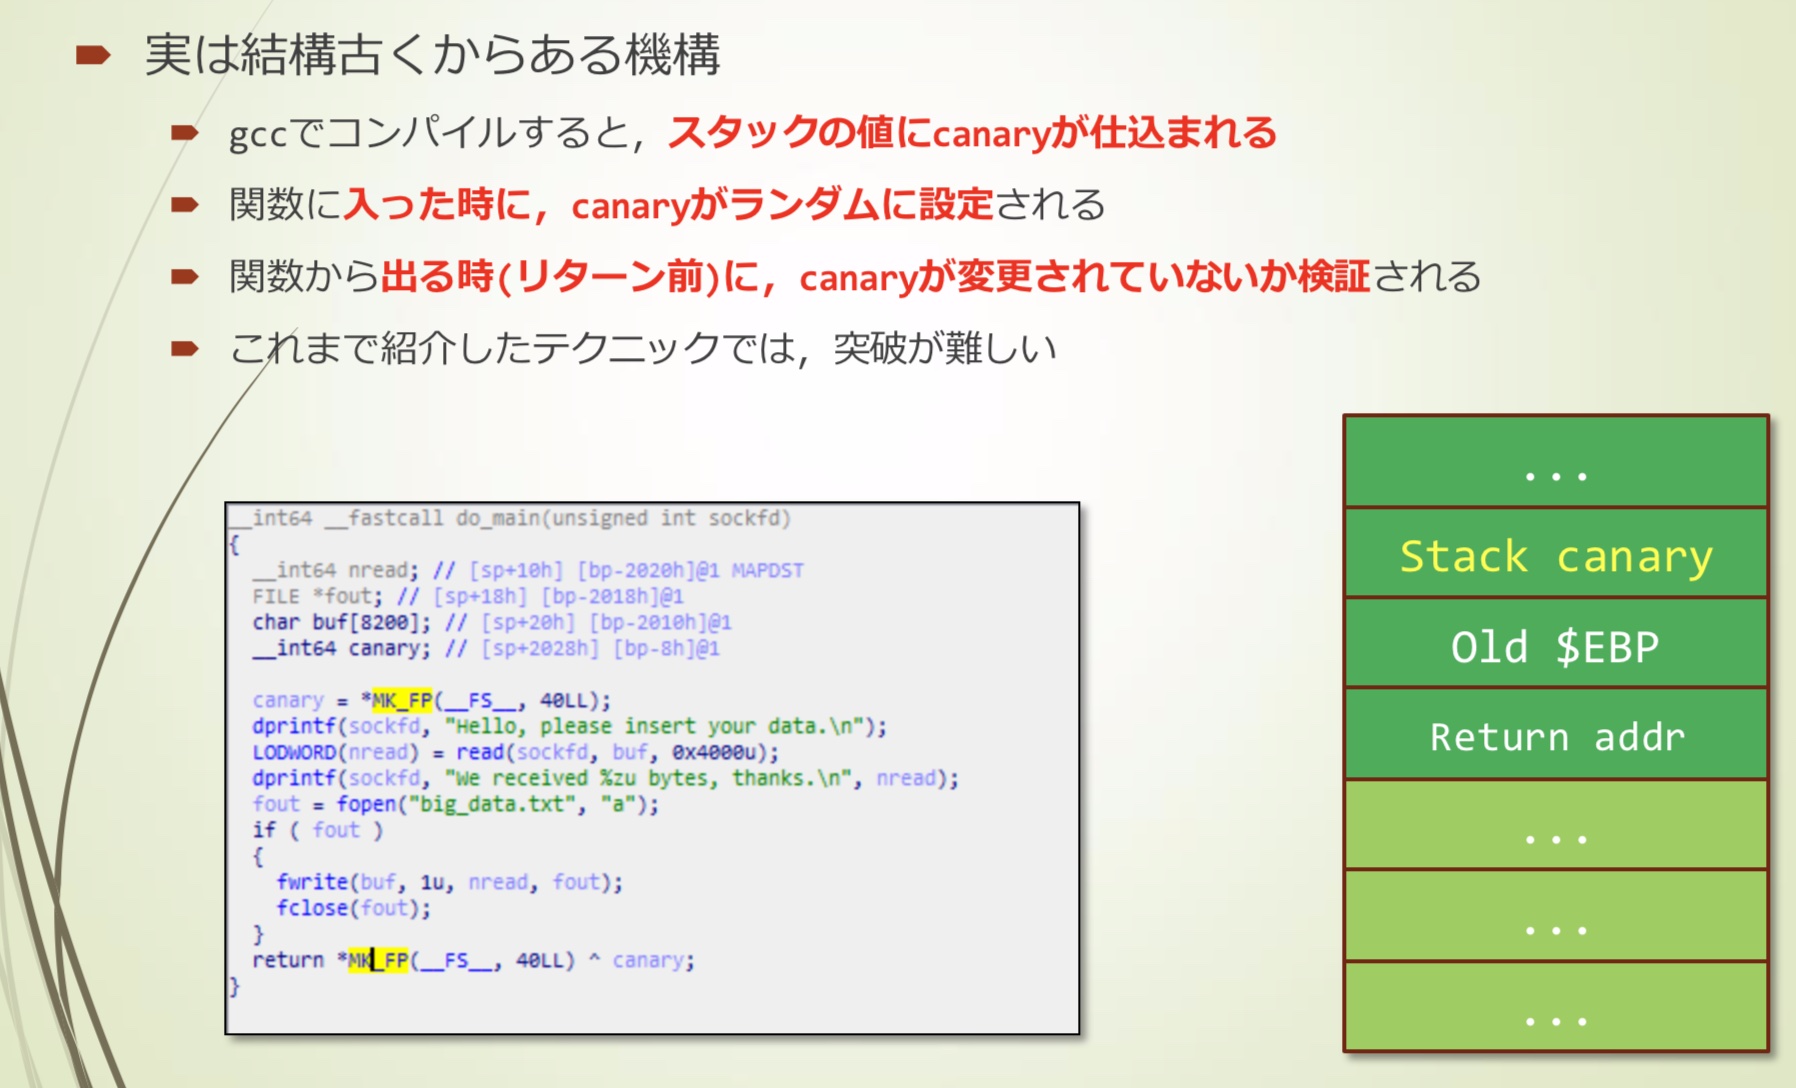 実は結構古くからある機構
gccでコンパイルすると，スタックの値にcanaryが仕込まれる
関数に入った時に，canaryがランダムに設定される
関数から出る時(リターン前)に，canaryが変更されていないか検証される
これまで紹介したテクニックでは，突破が難しい
__int64 __fastcall do_main(unsigned int sockfd)
{
__int64 nread; // [sp+10h] [bp-2020h]@1 MAPDST
FILE *fout; // [sp+18h] [bp-2018h]@1
char buf[8200]; // [sp+20h] [bp-2010h]@1
__int64 canary; // [sp+2028h] [bp-8h]@1
canary = *MK_FP(__FS__, 40LL);
dprintf(sockfd, "Hello, please insert your data.\n");
LODWORD(nread) = read(sockfd, buf, 0x4000u);
dprintf(sockfd, "We received %zu bytes, thanks.\n", nread);
fout = fopen("big_data.txt", "a");
if ( fout )
{
fwrite(buf, 1u, nread, fout);
fclose(fout);
}
return *MK_FP(__FS__, 40LL) ^ canary;
}
...
Stack canary
Old $EBP
Return addr
...
...
...